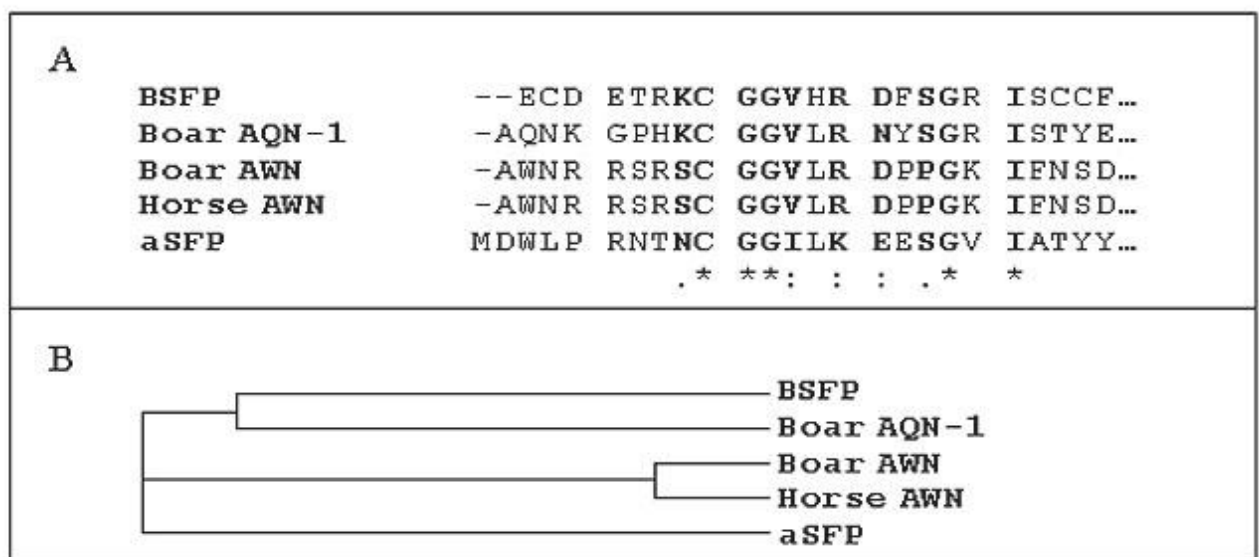 A
BSFP --ECD ETRKC GGVHR DFSGR ISCCF…
Boar AQN-1 -AQNK GPHKC GGVLR NYSGR ISTYE…
Boar AWN -AWNR RSRSC GGVLR DPPGK IFNSD…
Horse AWN -AWNR RSRSC GGVLR DPPGK IFNSD…
aSFP MDWLP RNTNC GGILK EESGV IATYY…
.* **: : : .* *
B
BSFP
Boar AQN-1
Boar AWN
Horse AWN
aSFP